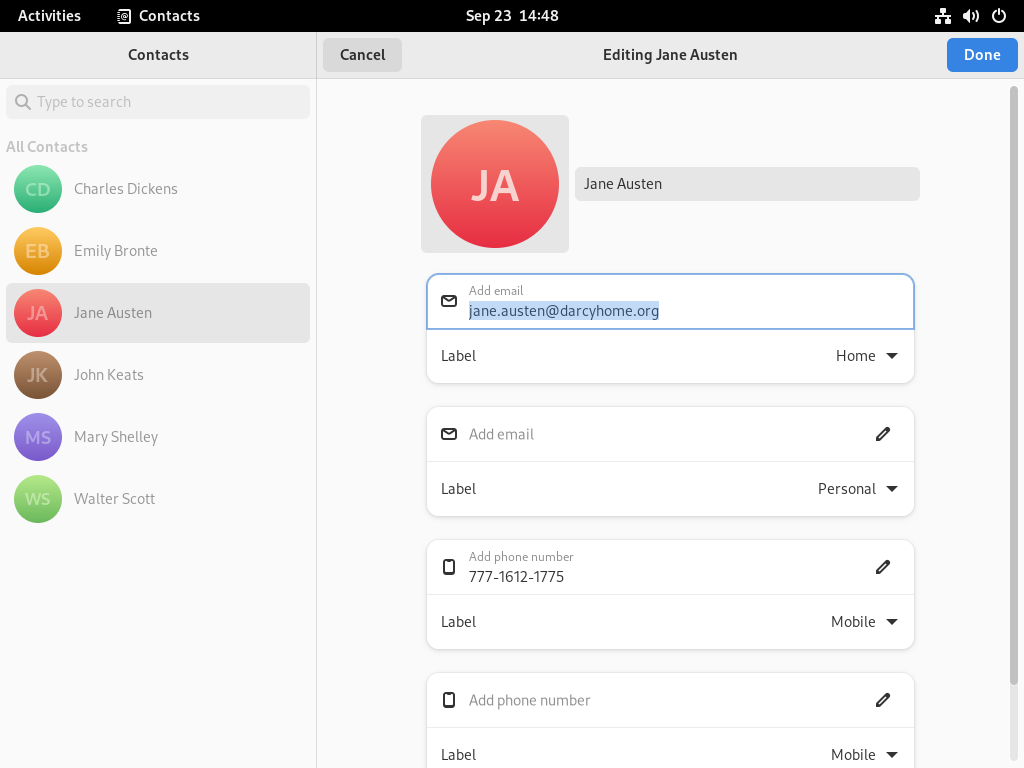 Activities
Contacts
Sep 23 14:48
Contacts
Cancel
Editing Jane Austen
Done
Type to search
All Contacts
CD
Charles Dickens
EB
Emily Bronte
JA
Jane Austen
JK
John Keats
MS
Mary Shelley
WS
Walter Scott
JA
Jane Austen
Add email
jane.austen@darcyhome.org
Label
Home
Add email
Label
Personal
Add phone number
777-1612-1775
Label
Mobile
Add phone number
Label
Mobile